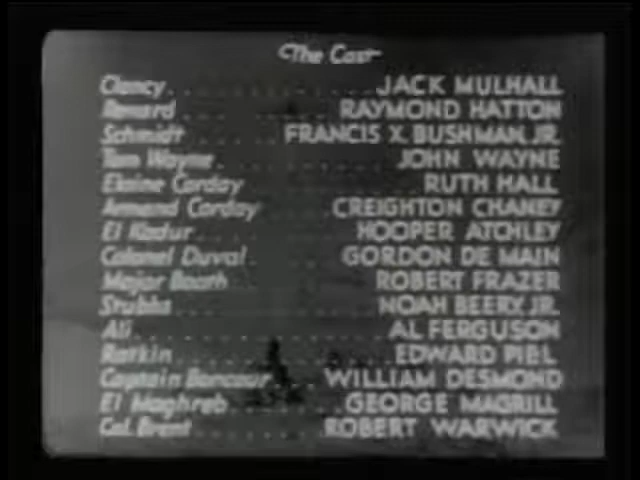 The Cast
Clancy. . . . . . . . . . . . . . . JACK MULHALL
Renard . . . . . . . . . . RAYMOND HATTON
Schmidt . . . . . . FRANCIS X. BUSHMAN, JR.
Tom Wayne. . . . . . . . . . . . JOHN WAYNE
Elaine Corday . . . . . . . . . . . RUTH HALL
Armand Corday . . . . . CREIGHTON CHANEY
El Kadur. . . . . . . . . . HOOPER ATCHLEY
Colonel Duval. . . . . . . GORDON DE MAIN
Major Booth . . . . . . . . ROBERT FRAZER
Stubbs . . . . . . . . . . . NOAH BEERY, JR.
Ali. . . . . . . . . . . . . . . . AL FERGUSON
Ratkin . . . . . . . . . . . . EDWARD PIEL
Captain Boncour . . . WILLIAM DESMOND
El Maghreb. . . . . . . . GEORGE MAGRILL
Col. Brent . . . . . . . . ROBERT WARWICK